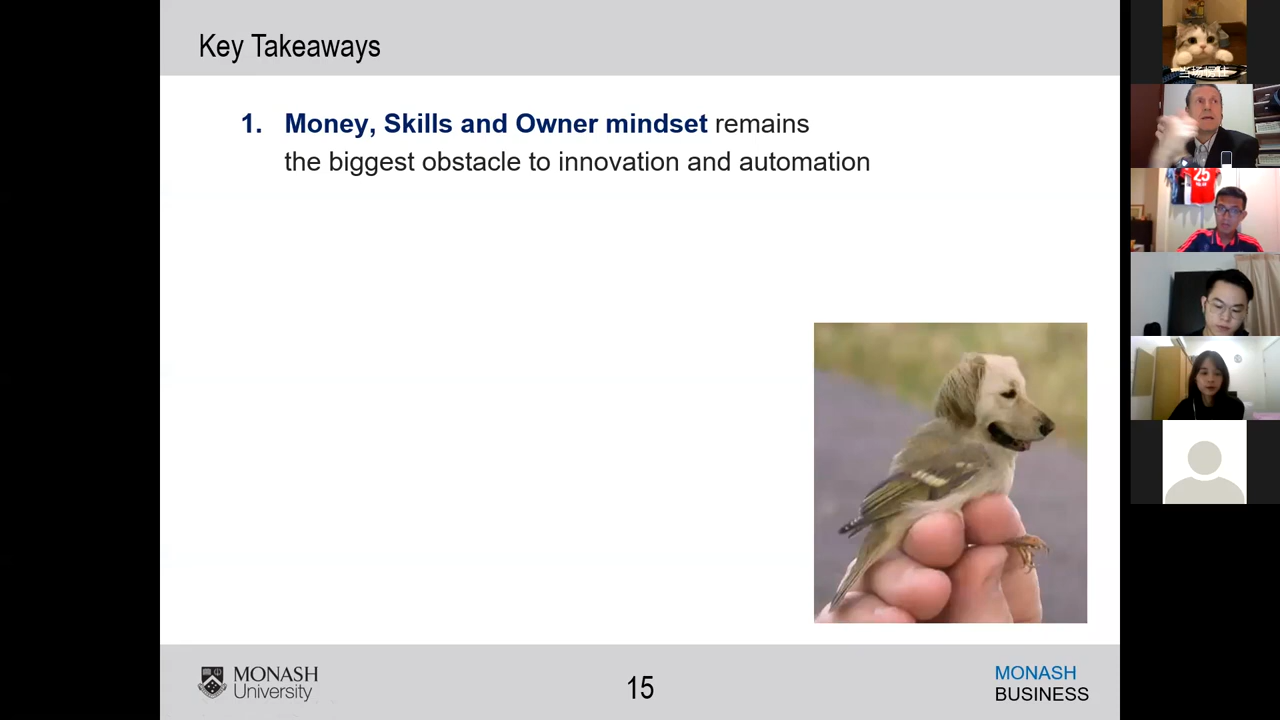 Key Takeaways
1. Money, Skills and Owner mindset remains
the biggest obstacle to innovation and automation
MONASH
University
15
MONASH
BUSINESS
25